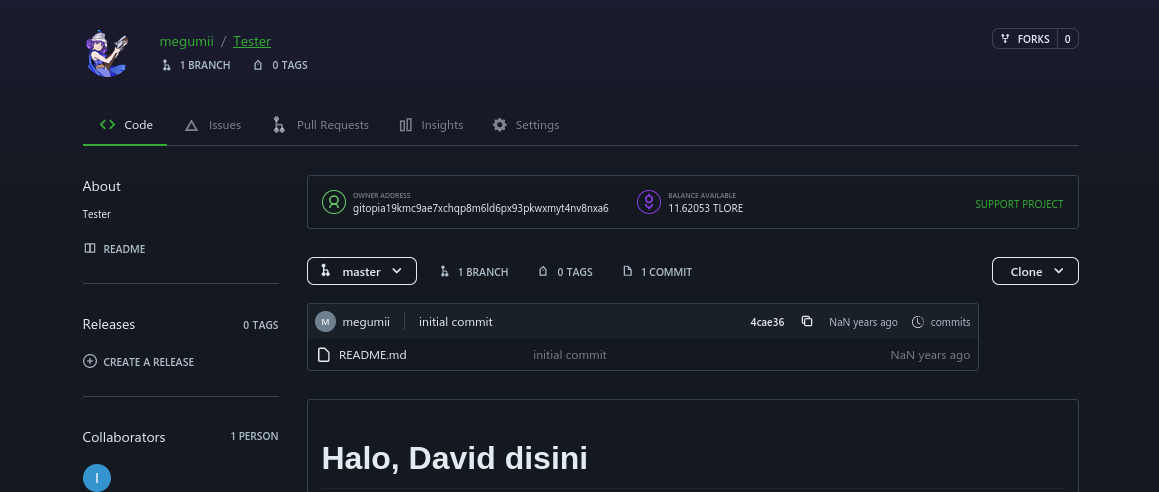 megumii / Tester
1 BRANCH 0 TAGS
FORKS 0
Code Issues Pull Requests Insights Settings
About
Tester
README
Releases 0 TAGS
CREATE A RELEASE
Collaborators 1 PERSON
I
OWNER ADDRESS
gitopia19kmc9ae7xchqp8m6ld6px93pkwxmyt4nv8nxa6
BALANCE AVAILABLE
11.62053 TLORE
SUPPORT PROJECT
master 1 BRANCH 0 TAGS 1 COMMIT Clone
M megumii initial commit 4cae36 NaN years ago commits
README.md initial commit NaN years ago
Halo, David disini